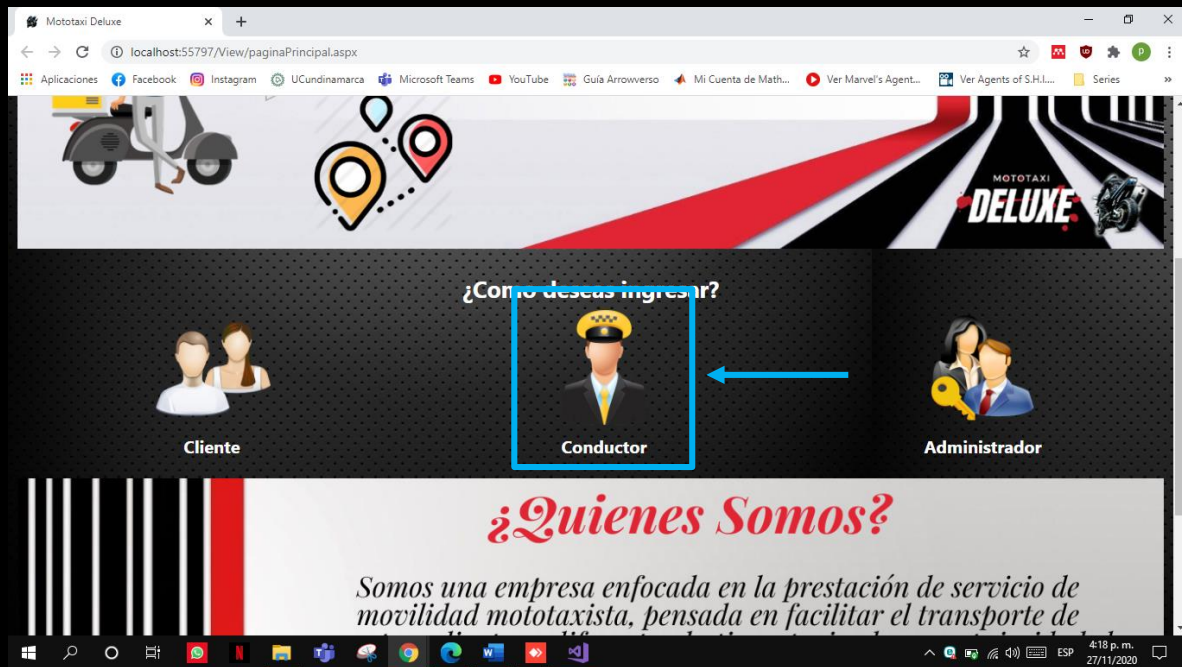 Mototaxi Deluxe
localhost:55797/View/paginaPrincipal.aspx
Aplicaciones Facebook Instagram UCundinamarca Microsoft Teams YouTube Guía Arrowverso Mi Cuenta de Math... Ver Marvel's Agent... Ver Agents of S.H.I.... Series »
MOTOTAXI
DELUXE
¿Como deseas ingresar?
Cliente Conductor Administrador
¿Quienes Somos?
Somos una empresa enfocada en la prestación de servicio de
movilidad mototaxista, pensada en facilitar el transporte de
ESP 4:18 p. m.
27/11/2020